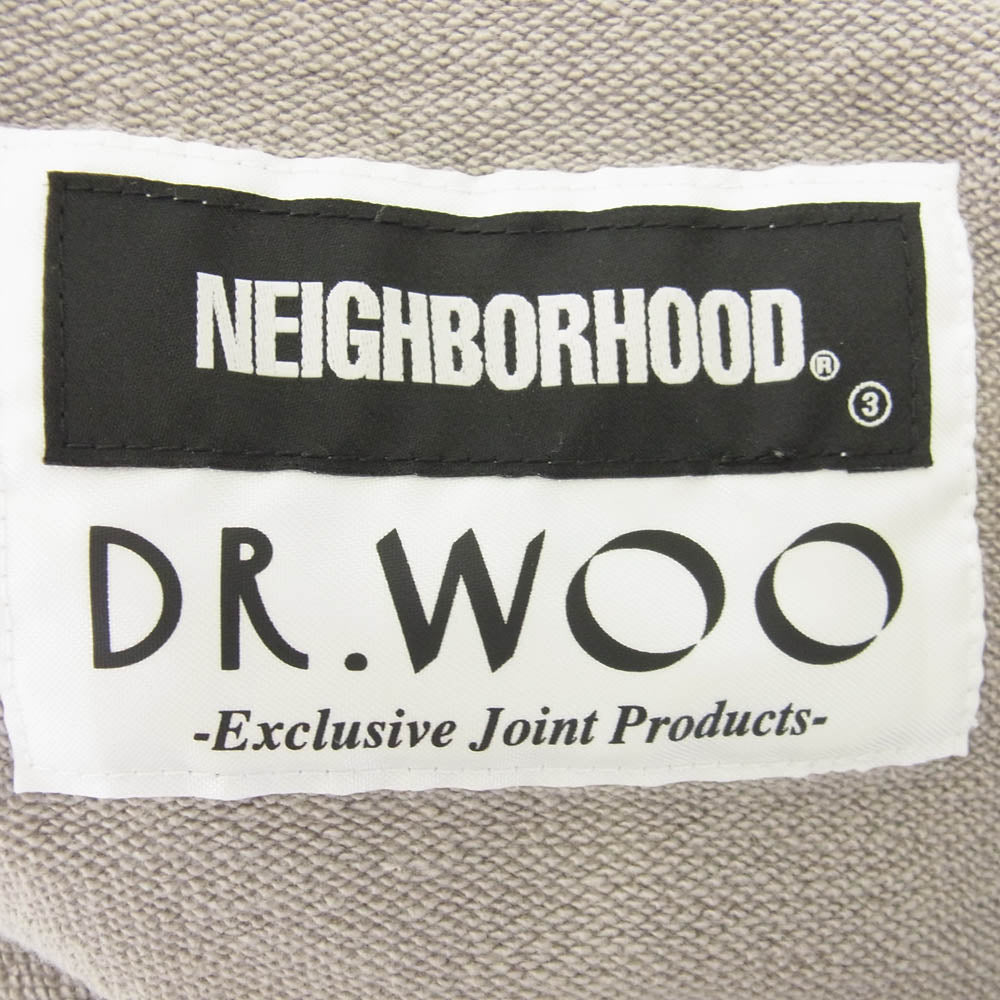 NEIGHBORHOOD.®
③
DR.WOO
-Exclusive Joint Products-